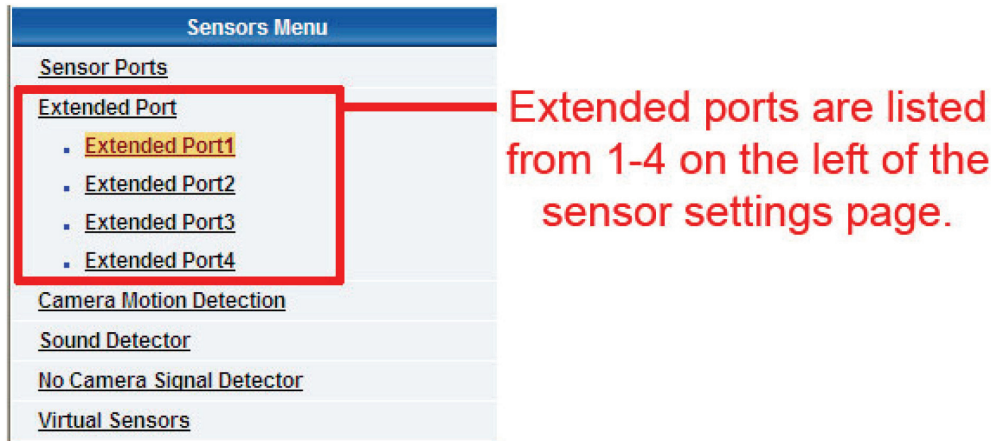 Sensors Menu
Sensor Ports
Extended Port
Extended Port1
Extended Port2
Extended Port3
Extended Port4
Camera Motion Detection
Sound Detector
No Camera Signal Detector
Virtual Sensors
Extended ports are listed
from 1-4 on the left of the
sensor settings page.